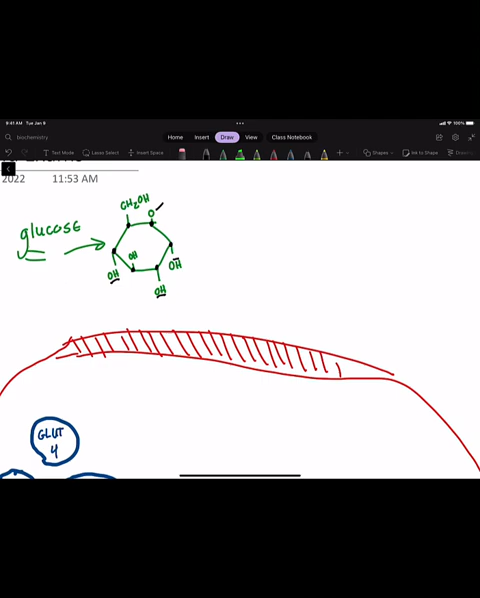 9:41 AM Tue Jan 9
100%
biochemistry
Home Insert Draw View Class Notebook
Text Mode Lasso Select Insert Space
Shapes Ink to Shape
2022 11:53 AM
CH₂OH
O
glucose
OH
OH
OH
OH
GLUT
4